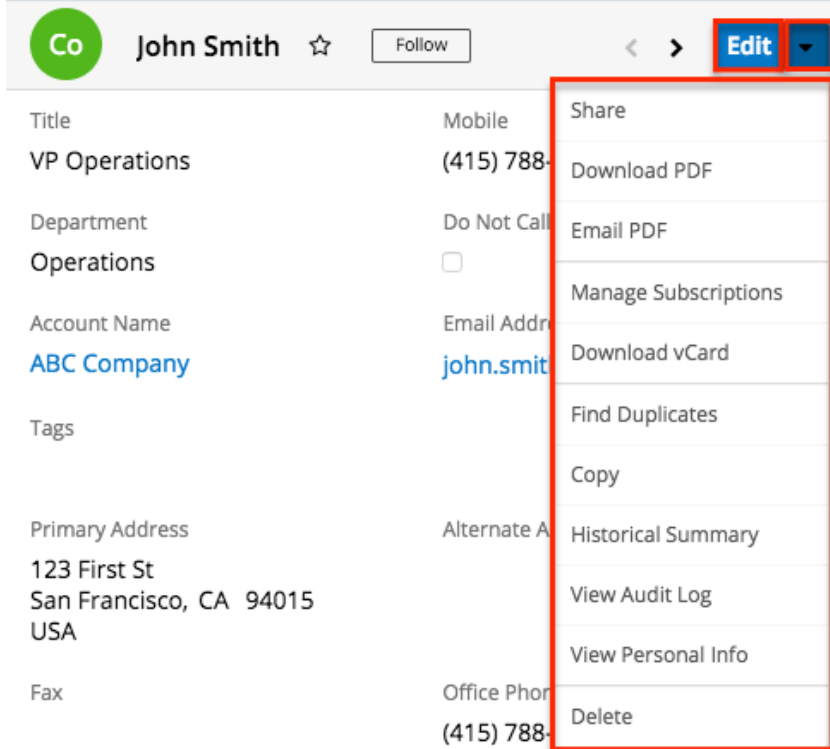 Co John Smith Follow Edit
Title
VP Operations
Department
Operations
Account Name
ABC Company
Tags
Primary Address
123 First St
San Francisco, CA 94015
USA
Fax
Mobile
(415) 788-
Do Not Call
Email Addre
john.smit
Alternate A
Office Phon
(415) 788-
Share
Download PDF
Email PDF
Manage Subscriptions
Download vCard
Find Duplicates
Copy
Historical Summary
View Audit Log
View Personal Info
Delete